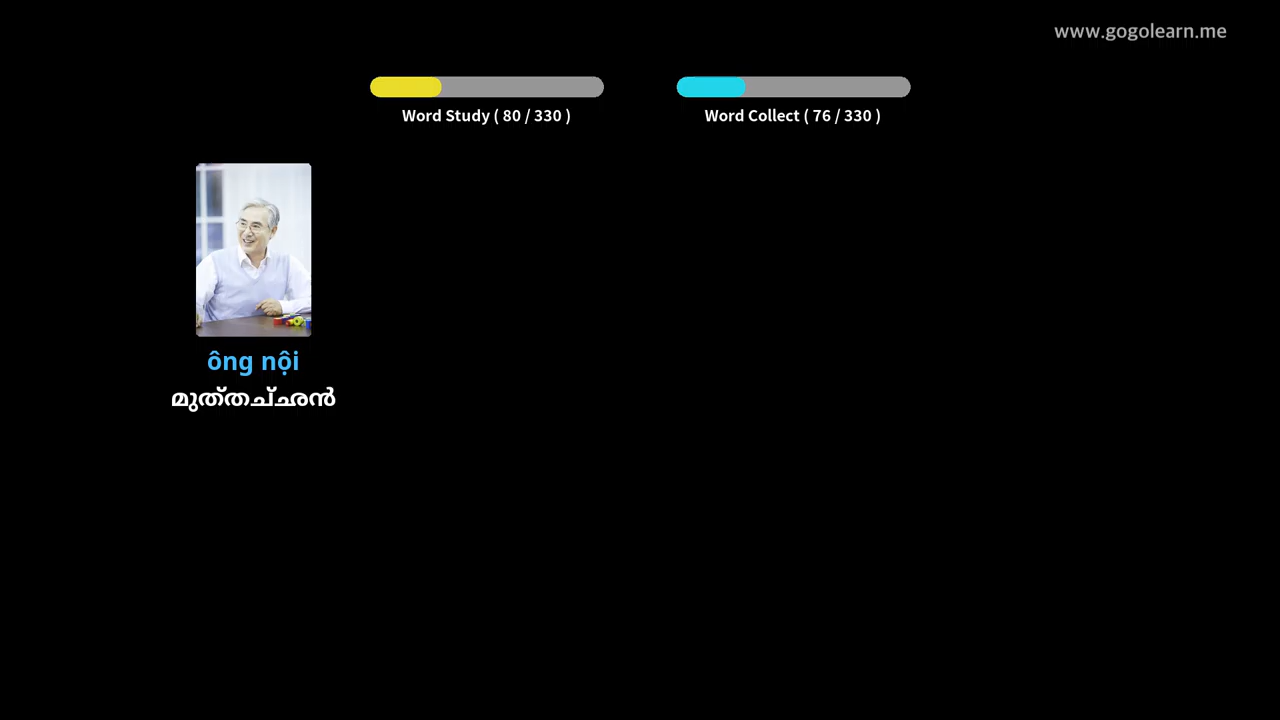 www.gogolearn.me
Word Study ( 80 / 330 )
Word Collect ( 76 / 330 )
ông nội
മുത്തച്ഛൻ